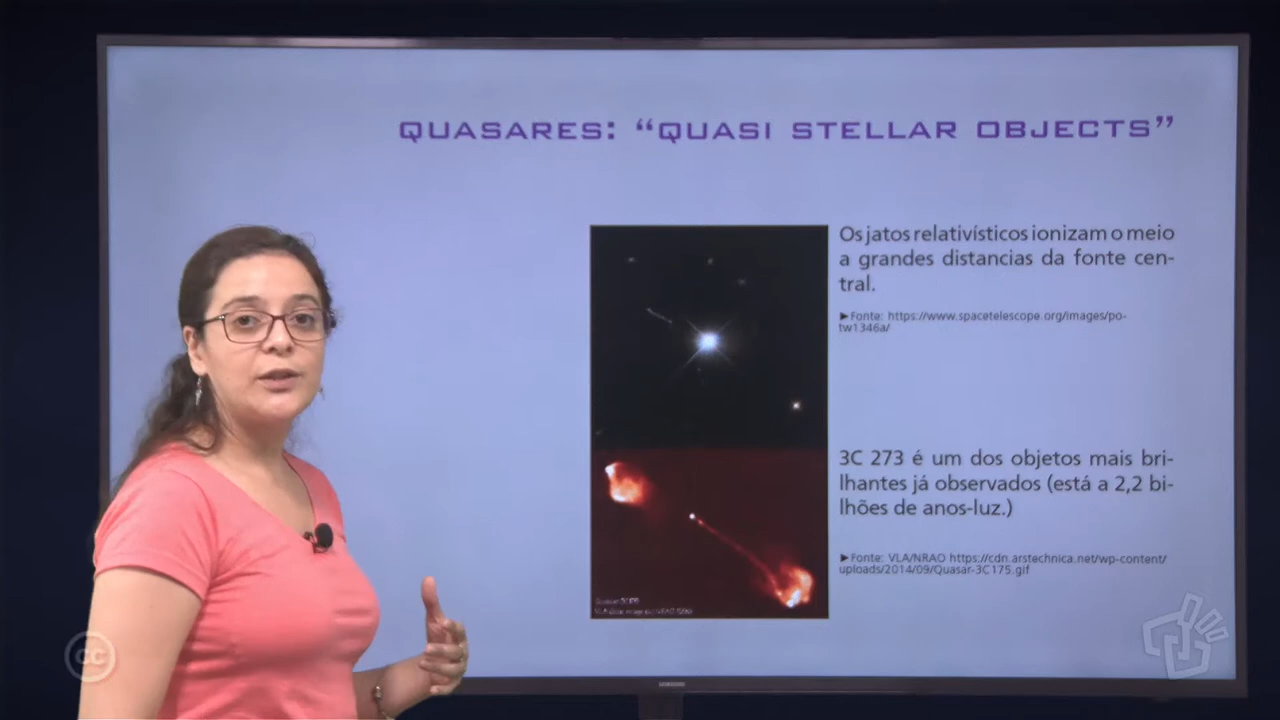 QUASARES: “QUASI STELLAR OBJECTS”
Os jatos relativísticos ionizam o meio
a grandes distancias da fonte cen-
tral.
►Fonte: https://www.spacetelescope.org/images/po-
tw1346a/
3C 273 é um dos objetos mais bri-
lhantes já observados (está a 2,2 bi-
lhões de anos-luz.)
►Fonte: VLA/NRAO https://cdn.arstechnica.net/wp-content/
uploads/2014/09/Quasar-3C175.gif
SAMSUNG
CC